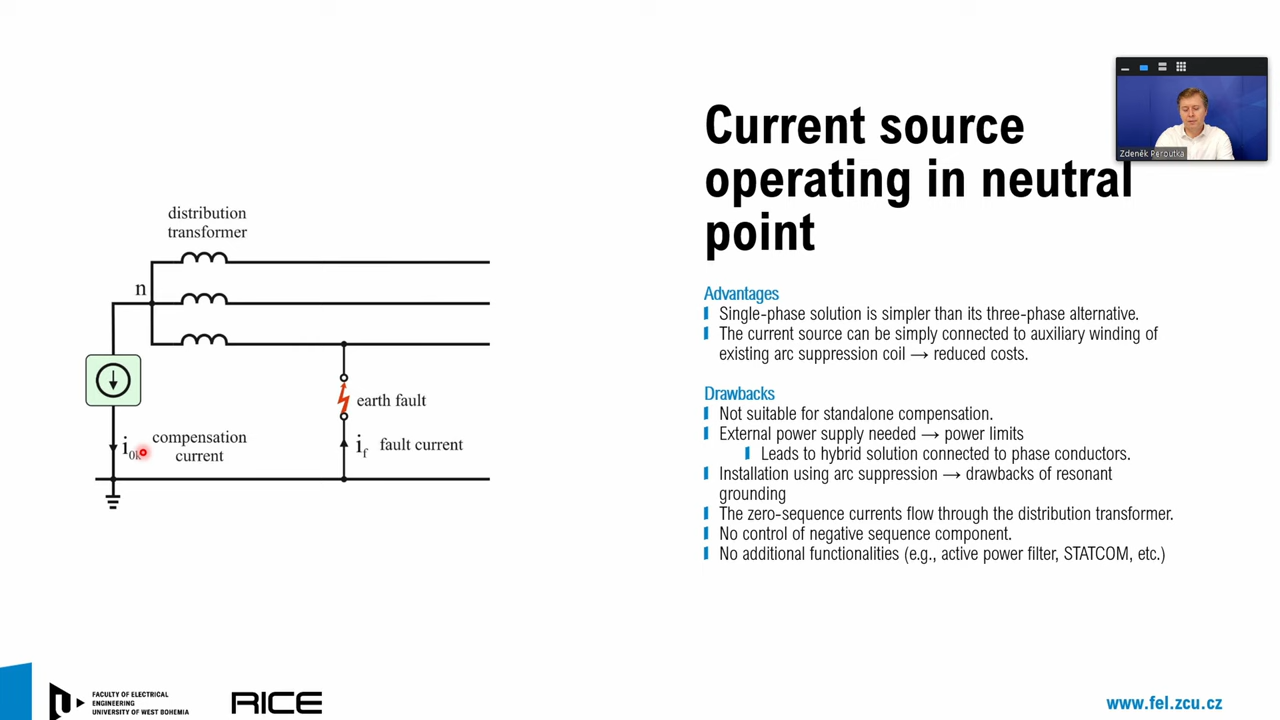 Current source
operating in neutral
point
Zdeněk Peroutka
distribution
transformer
n
earth fault
compensation
current
i_f fault current
Advantages
Single-phase solution is simpler than its three-phase alternative.
The current source can be simply connected to auxiliary winding of
existing arc suppression coil → reduced costs.
Drawbacks
Not suitable for standalone compensation.
External power supply needed → power limits
Leads to hybrid solution connected to phase conductors.
Installation using arc suppression → drawbacks of resonant
grounding
The zero-sequence currents flow through the distribution transformer.
No control of negative sequence component.
No additional functionalities (e.g., active power filter, STATCOM, etc.)
FACULTY OF ELECTRICAL
ENGINEERING
UNIVERSITY OF WEST BOHEMIA
RICE
www.fel.zcu.cz